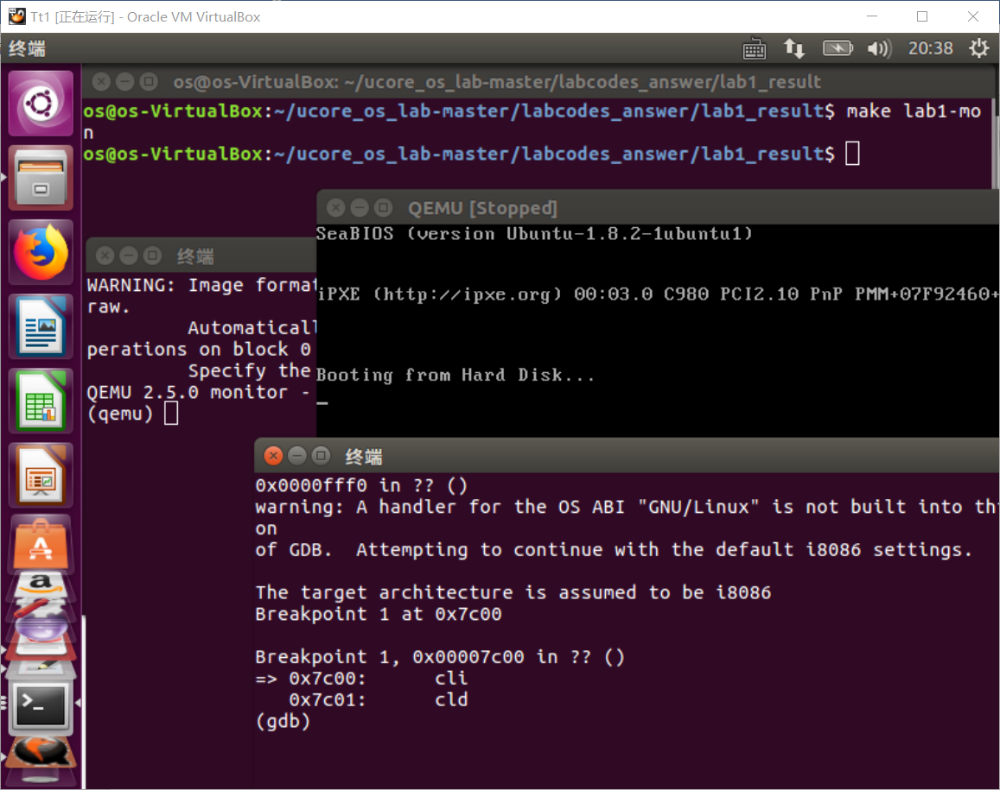 Tt1 [正在运行] - Oracle VM VirtualBox
终端
20:38
os@os-VirtualBox: ~/ucore_os_lab-master/labcodes_answer/lab1_result
os@os-VirtualBox:~/ucore_os_lab-master/labcodes_answer/lab1_result$ make lab1-mo
n
os@os-VirtualBox:~/ucore_os_lab-master/labcodes_answer/lab1_result$
QEMU [Stopped]
SeaBIOS (version Ubuntu-1.8.2-1ubuntu1)
iPXE (http://ipxe.org) 00:03.0 C980 PCI2.10 PnP PMM+07F92460+
Booting from Hard Disk...
终端
WARNING: Image format
raw.
Automaticall
perations on block 0
Specify the
QEMU 2.5.0 monitor -
(qemu)
终端
0x0000fff0 in ?? ()
warning: A handler for the OS ABI "GNU/Linux" is not built into thi
on
of GDB.  Attempting to continue with the default i8086 settings.
The target architecture is assumed to be i8086
Breakpoint 1 at 0x7c00
Breakpoint 1, 0x00007c00 in ?? ()
=> 0x7c00:      cli
0x7c01:      cld
(gdb)